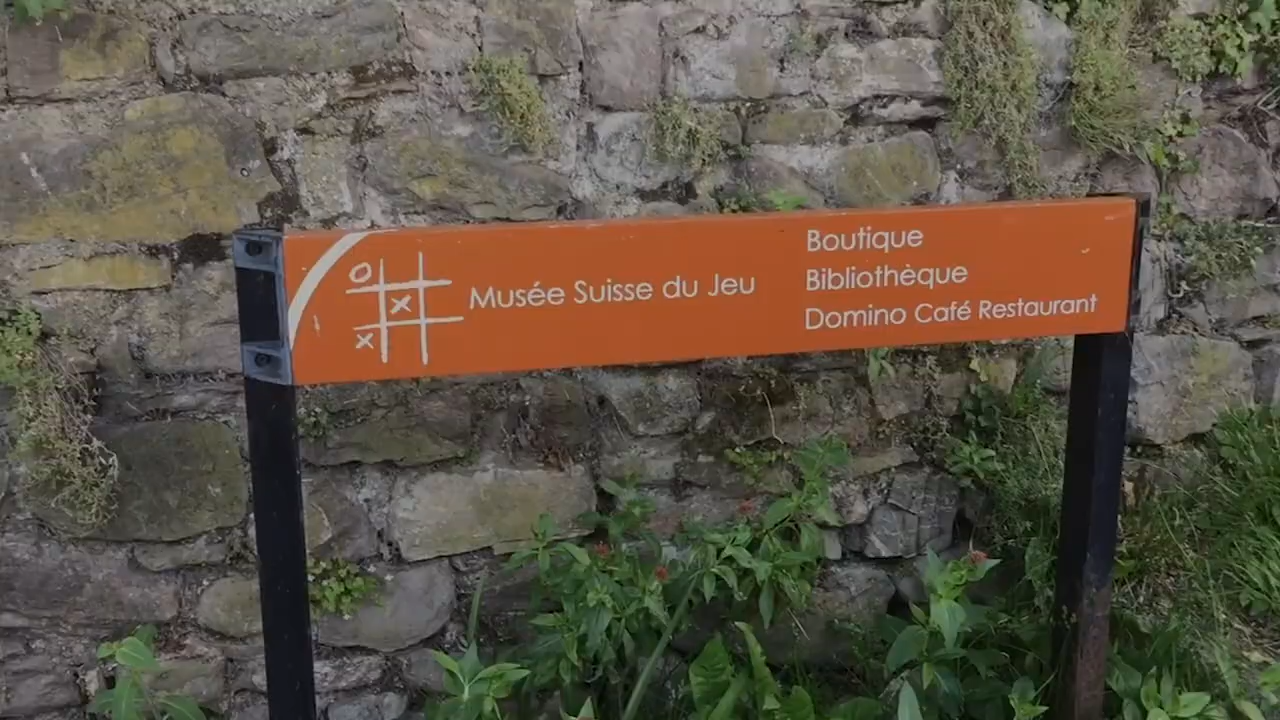 Musée Suisse du Jeu
Boutique
Bibliothèque
Domino Café Restaurant